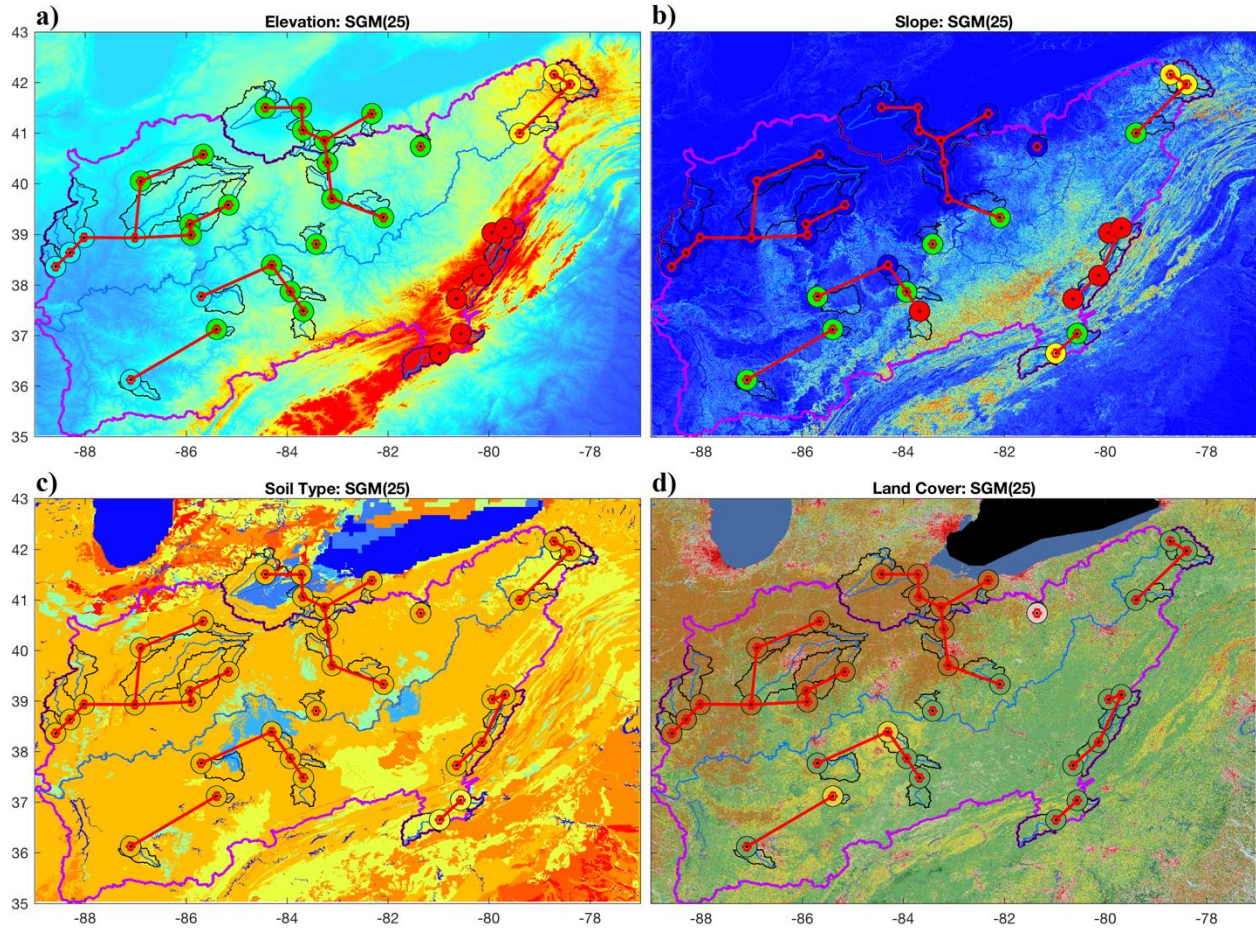 a) Elevation: SGM(25)
43
42
41
40
39
38
37
36
35
-88 -86 -84 -82 -80 -78
b) Slope: SGM(25)
-88 -86 -84 -82 -80 -78
c) Soil Type: SGM(25)
43
42
41
40
39
38
37
36
35
-88 -86 -84 -82 -80 -78
d) Land Cover: SGM(25)
-88 -86 -84 -82 -80 -78